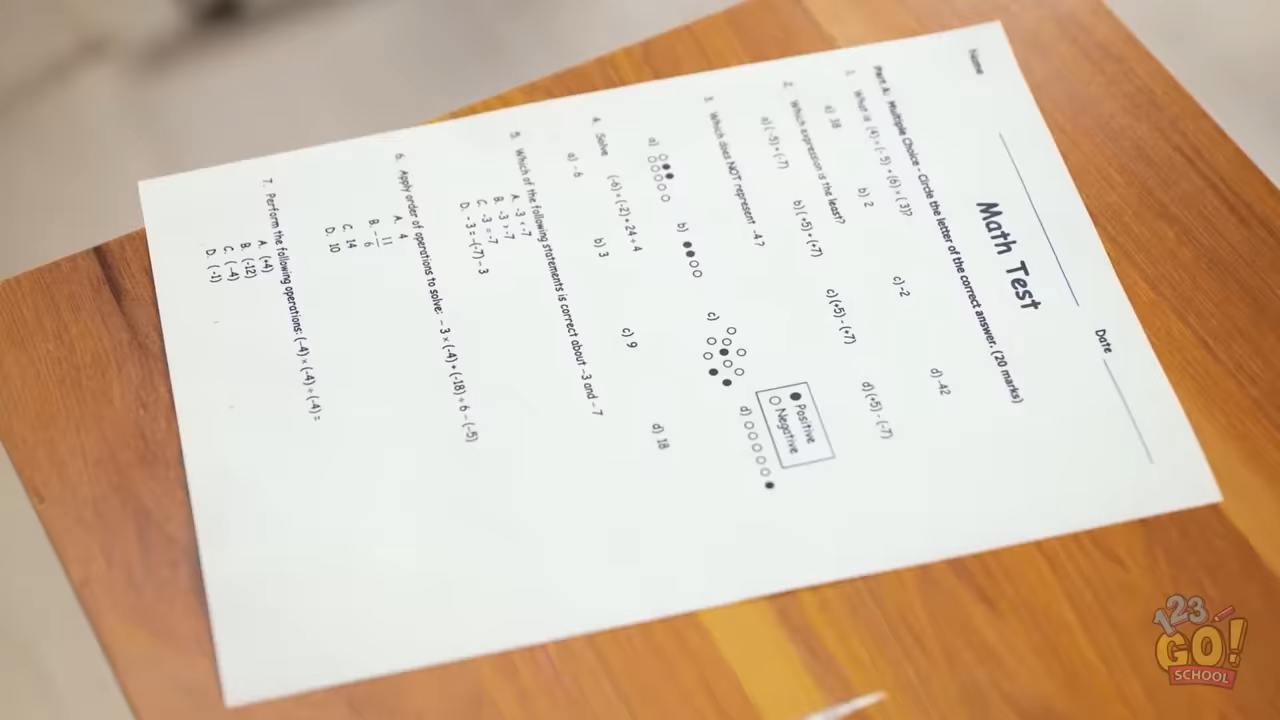 Name
Date
Math Test
Part A: Multiple Choice - Circle the letter of the correct answer. (20 marks)
1. What is (4) × (-5) + (6) × (3)?
a) 38 b) 2 c) -2 d) -42
2. Which expression is the least?
a) (-5) + (-7) b) (+5) + (+7) c) (+5) - (+7) d) (+5) - (-7)
3. Which does NOT represent -4?
Positive
Negative
a) b) c) d)
4. Solve (-6) × (-2) + 24 ÷ 4
a) -6 b) 3 c) 9 d) 18
5. Which of the following statements is correct about -3 and -7
A. -3 < -7
B. -3 > -7
C. -3 = -7
D. -3 = -(-7) - 3
6. Apply order of operations to solve: -3 × (-4) + (-18) ÷ 6 - (-5)
A. 4
B. - 11/6
C. 14
D. 10
7. Perform the following operations: (-4) × (-4) ÷ (-4) =
A. (+4)
B. (-12)
C. (-4)
D. (-1)
123
GO!
SCHOOL